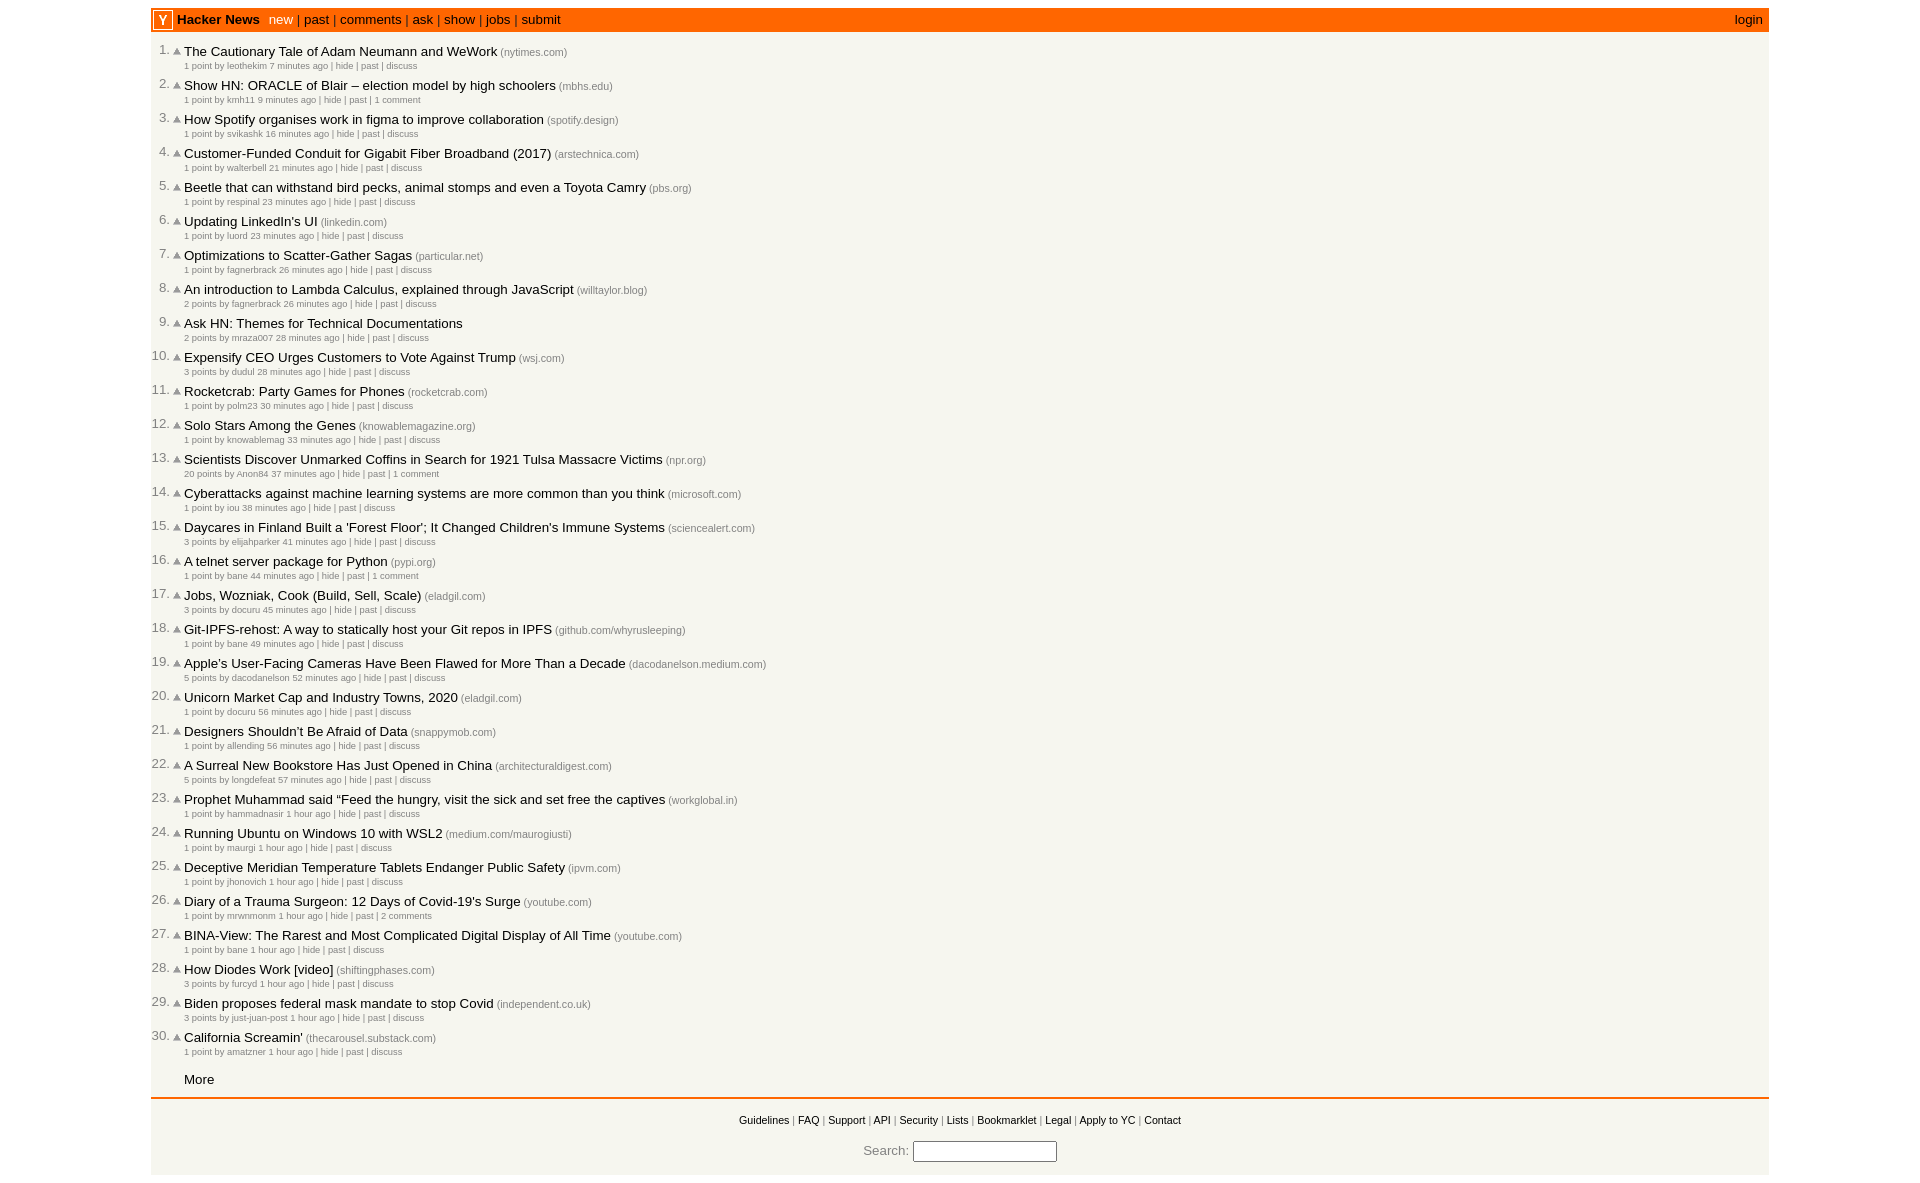 Y Hacker News new | past | comments | ask | show | jobs | submit login
1. The Cautionary Tale of Adam Neumann and WeWork (nytimes.com)
1 point by leothekim 7 minutes ago | hide | past | discuss
2. Show HN: ORACLE of Blair – election model by high schoolers (mbhs.edu)
1 point by kmh11 9 minutes ago | hide | past | 1 comment
3. How Spotify organises work in figma to improve collaboration (spotify.design)
1 point by svikashk 16 minutes ago | hide | past | discuss
4. Customer-Funded Conduit for Gigabit Fiber Broadband (2017) (arstechnica.com)
1 point by walterbell 21 minutes ago | hide | past | discuss
5. Beetle that can withstand bird pecks, animal stomps and even a Toyota Camry (pbs.org)
1 point by respinal 23 minutes ago | hide | past | discuss
6. Updating LinkedIn's UI (linkedin.com)
1 point by luord 23 minutes ago | hide | past | discuss
7. Optimizations to Scatter-Gather Sagas (particular.net)
1 point by fagnerbrack 26 minutes ago | hide | past | discuss
8. An introduction to Lambda Calculus, explained through JavaScript (willtaylor.blog)
2 points by fagnerbrack 26 minutes ago | hide | past | discuss
9. Ask HN: Themes for Technical Documentations
2 points by mraza007 28 minutes ago | hide | past | discuss
10. Expensify CEO Urges Customers to Vote Against Trump (wsj.com)
3 points by dudul 28 minutes ago | hide | past | discuss
11. Rocketcrab: Party Games for Phones (rocketcrab.com)
1 point by polm23 30 minutes ago | hide | past | discuss
12. Solo Stars Among the Genes (knowablemagazine.org)
1 point by knowablemag 33 minutes ago | hide | past | discuss
13. Scientists Discover Unmarked Coffins in Search for 1921 Tulsa Massacre Victims (npr.org)
20 points by Anon84 37 minutes ago | hide | past | 1 comment
14. Cyberattacks against machine learning systems are more common than you think (microsoft.com)
1 point by iou 38 minutes ago | hide | past | discuss
15. Daycares in Finland Built a 'Forest Floor'; It Changed Children's Immune Systems (sciencealert.com)
3 points by elijahparker 41 minutes ago | hide | past | discuss
16. A telnet server package for Python (pypi.org)
1 point by bane 44 minutes ago | hide | past | 1 comment
17. Jobs, Wozniak, Cook (Build, Sell, Scale) (eladgil.com)
3 points by docuru 45 minutes ago | hide | past | discuss
18. Git-IPFS-rehost: A way to statically host your Git repos in IPFS (github.com/whyrusleeping)
1 point by bane 49 minutes ago | hide | past | discuss
19. Apple’s User-Facing Cameras Have Been Flawed for More Than a Decade (dacodanelson.medium.com)
5 points by dacodanelson 52 minutes ago | hide | past | discuss
20. Unicorn Market Cap and Industry Towns, 2020 (eladgil.com)
1 point by docuru 56 minutes ago | hide | past | discuss
21. Designers Shouldn’t Be Afraid of Data (snappymob.com)
1 point by allending 56 minutes ago | hide | past | discuss
22. A Surreal New Bookstore Has Just Opened in China (architecturaldigest.com)
5 points by longdefeat 57 minutes ago | hide | past | discuss
23. Prophet Muhammad said “Feed the hungry, visit the sick and set free the captives (workglobal.in)
1 point by hammadnasir 1 hour ago | hide | past | discuss
24. Running Ubuntu on Windows 10 with WSL2 (medium.com/maurogiusti)
1 point by maurgi 1 hour ago | hide | past | discuss
25. Deceptive Meridian Temperature Tablets Endanger Public Safety (ipvm.com)
1 point by jhonovich 1 hour ago | hide | past | discuss
26. Diary of a Trauma Surgeon: 12 Days of Covid-19's Surge (youtube.com)
1 point by mrwnmonm 1 hour ago | hide | past | 2 comments
27. BINA-View: The Rarest and Most Complicated Digital Display of All Time (youtube.com)
1 point by bane 1 hour ago | hide | past | discuss
28. How Diodes Work [video] (shiftingphases.com)
3 points by furcyd 1 hour ago | hide | past | discuss
29. Biden proposes federal mask mandate to stop Covid (independent.co.uk)
3 points by just-juan-post 1 hour ago | hide | past | discuss
30. California Screamin' (thecarousel.substack.com)
1 point by amatzner 1 hour ago | hide | past | discuss
More
Guidelines | FAQ | Support | API | Security | Lists | Bookmarklet | Legal | Apply to YC | Contact
Search: